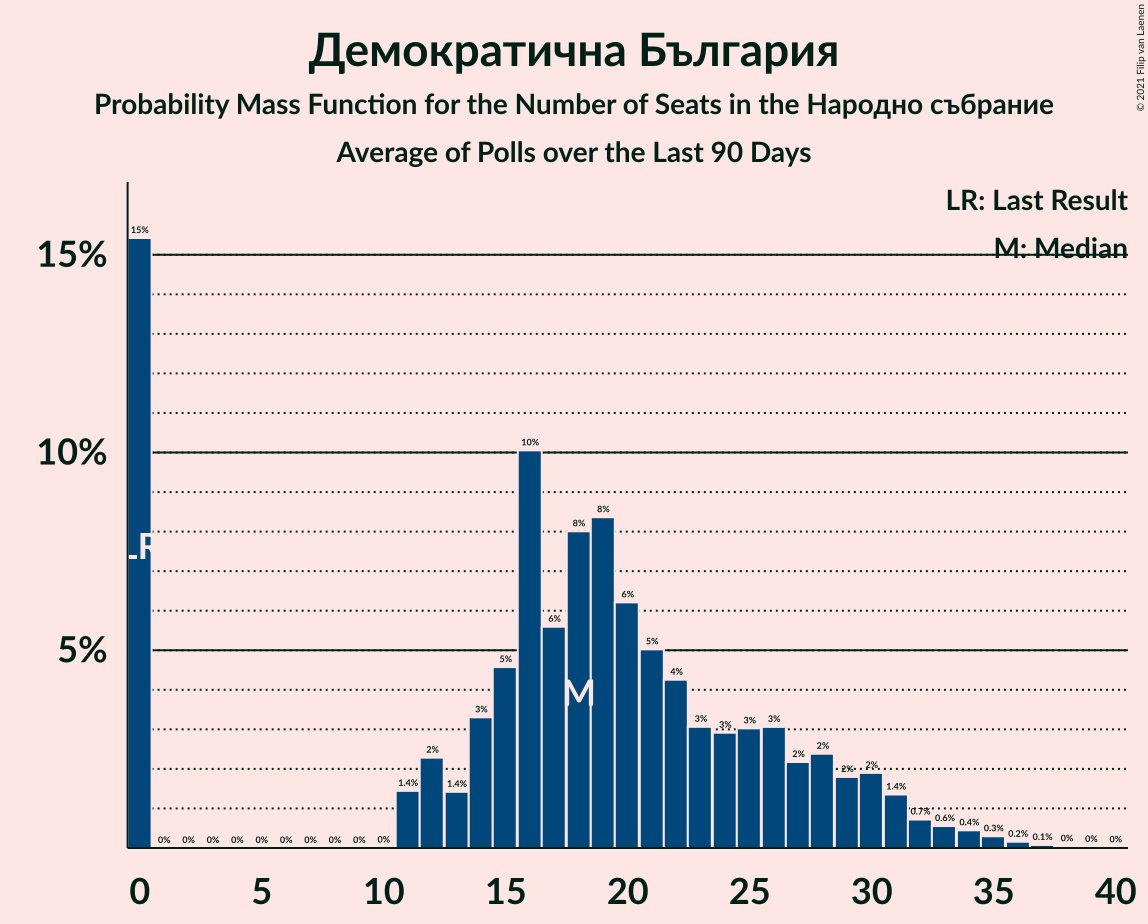 Демократична България
Probability Mass Function for the Number of Seats in the Народно събрание
Average of Polls over the Last 90 Days
© 2021 Filip van Laenen
LR: Last Result
M: Median
15%
10%
5%
15% 0% 0% 0% 0% 0% 0% 0% 0% 0% 0% 1.4% 2% 1.4% 3% 5% 10% 6% 8% 8% 6% 5% 4% 3% 3% 3% 3% 2% 2% 2% 2% 1.4% 0.7% 0.6% 0.4% 0.3% 0.2% 0.1% 0% 0% 0%
LR
M
0 5 10 15 20 25 30 35 40